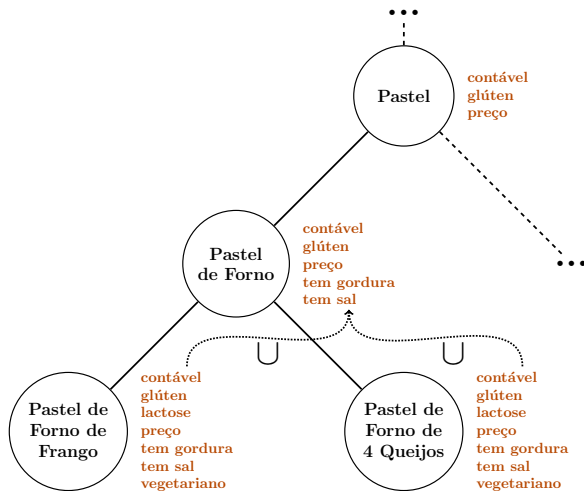 Pastel
contável
glúten
preço
Pastel
de Forno
contável
glúten
preço
tem gordura
tem sal
Pastel de
Forno de
Frango
contável
glúten
lactose
preço
tem gordura
tem sal
vegetariano
Pastel de
Forno de
4 Queijos
contável
glúten
lactose
preço
tem gordura
tem sal
vegetariano